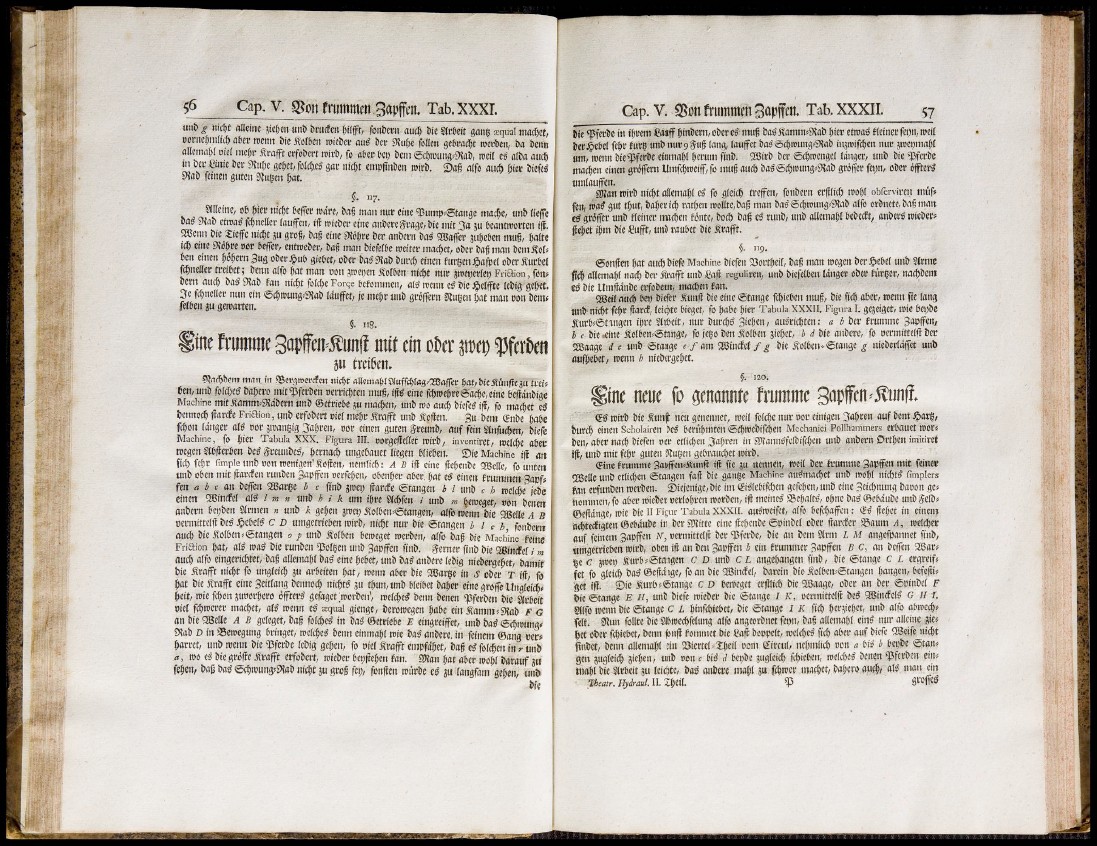 56 Cap. V. Von krummen Zapffen. Tab. XXXI.
und g nicht alleine ziehen und drucken hilfft, sondern auch die Arbeit gantz æqual machet,
vornehmlich aber wenn die Kolben wieder aus der Ruhe sollen gebracht werden, da denn
allemahl viel mehr Krafft erfodert wird, so aber bey dem Schwung-Rad, weil es alda auch
in der Linie der Ruhe gehet, solches gar nicht empfinden wird. Daß also auch hier dieses
Rad seinen guten Nutzen hat.
§. 117.
Alleine, ob hier nicht besser wäre, daß man nur eine Pump-Stange mache, und liesse
das Rad etwas schneller lauffen, ist wieder eine andere Frage, die mit Ja zu beantworten ist.
Wenn die Tieffe nicht zu groß, daß eine Röhre der andern das Wasser zuheben muß, halte
ich eine Röhre vor besser, entweder, daß man dieselbe weiter machet, oder daß man dem Kol-
ben einen höhern Zug oder Hub giebet, oder das Rad durch einen kurtzen Haspel oder Kurbel
schneller treibet; denn also hat man von zweyen Kolben nicht nur zweyerley Friction, son-
dern auch das Rad kan nicht solche Force bekommen, als wenn es die Helffte ledig gehet.
Je schneller nun ein Schwung-Rad läuffet, je mehr und grössern Nutzen hat man von dem-
selben zu gewarten.
§. 118.
Eine krumme Zapffen-Kunst mit ein oder zwey Pferden
zu treiben.
Nachdem man in Bergwercken nicht allemahl Aufschlag-Wasser hat, die Künste zu trei-
ben, und solches dahero mit Pferden verrichten muß, ists eine schwehre Sache, eine beständige
Machine mit Kamm-Rädern und Getriebe zu machen, und wo auch dieses ist, so machet es
dennoch starcke Friction, und erfodert viel mehr Krafft und Kosten. Zu dem Ende habe
schon länger als vor zwantzig Jahren, vor einen guten Freund, auf sein Ansuchen, diese
Machine, so hier Tabula XXX. Figura III. vorgestellet wird, inventiret, welche aber
wegen Absterben des Freundes, hernach ungebauet liegen blieben. Die Machine ist an
sich sehr simple und von wenigen Kosten, nemlich: A B ist eine stehende Welle, so unten
und oben mit starcken runden Zapffen versehen, obenher aber hat es einen krummen Zapf-
fen a b c an dessen Wartze b c sind zwey starcke Stangen b l und c h welche jede
einen Winckel als l m n und h i k um ihre Achsen i und m beweget, von denen
andern beyden Armen n und k gehen zwey Kolben-Stangen, also wenn die Welle A B
vermittelst des Hebels C D umgetrieben wird, nicht nur die Stangen b l c h, sondern
auch die Kolben-Stangen o p und Kolben beweget werden, also daß die Machine keine
Friction hat, als was die runden Poltzen und Zapffen sind. Ferner sind die Winckel i m
auch also eingerichtet, daß allemahl das eine hebet, und das andere ledig niedergehet, damit
die Krafft nicht so ungleich zu arbeiten hat, wenn aber die Wartze in S oder T ist, so
hat die Krafft eine Zeitlang dennoch nichts zu thun, und bleibet daher eine grosse Ungleich-
heit, wie schon zuvorhero öffters gesaget worden, welches denn denen Pferden die Arbeit
viel schwerer machet, als wenn es æqual gienge, derowegen habe ein Kamm-Rad F G
an die Welle A B geleget, daß solches in das Getriebe E eingreiffet, und das Schwung-
Rad D in Bewegung bringet, welches denn einmahl wie das andere, in seinem Gang ver-
harret, und wenn die Pferde ledig gehen, so viel Krafft empfähet, daß es solchen in und
a, wo es die gröste Krafft erfodert, wieder beystehen kan. Man hat aber wohl darauf zu
sehen, daß das Schwung-Rad nicht zu groß sey, sonsten würde es zu langsam gehen, und
die
Cap. V. Von krummen Zapffen. Tab. XXXII. 57
die Pferde in ihrem Lauff hindern, oder es muß das Kamm-Rad hier etwas kleiner seyn, weil
der Hebel sehr kurtz und nur 9 Fuß lang, lauffet das Schwung-Rad inzwischen nur zweymahl
um, wenn die Pferde einmahl herum sind. Wird der Schwengel länger, und die Pferde
machen einen grössern Umschweiff, so muß auch das Schwung-Rad grösser seyn, oder öffters
umlauffen.
Man wird nicht allemahl es so gleich treffen, sondern erstlich wohl observiren müs-
sen, was gut thut, daher ich rathen wollte, daß man das Schwung-Rad also ordnete, daß man
es grösser und kleiner machen könte, doch daß es rund, und allemahl bedeckt, anders wieder-
stehet ihm die Lufft, und raubet die Krafft.
§. 119.
Sonsten hat auch diese Machine diesen Vortheil, daß man wegen der Hebel und Arme
sich allemahl nach der Krafft und Last reguliren, und dieselben länger oder kürtzer, nachdem
es die Umstände erfodern, machen kan.
Weil auch bey dieser Kunst die eine Stange schieben muß, die sich aber, wenn sie lang
und nicht sehr starck, leichte bieget, so habe hier Tabula XXXII. Figura I. gezeiget, wie beyde
Kurb-Stangen ihre Arbeit, nur durchs Ziehen, ausrichten: a b der krumme Zapffen,
b c die eine Kolben-Stange, so jetzo den Kolben ziehet, b d die andere, so vermittelst der
Waage d e und Stange e f am Winckel f g die Kolben-Stange g niederlässet und
aufhebet, wenn b niedergehet.
§. 120.
Eine neue so genannte krumme Zapffen-Kunst.
Es wird die Kunst neu genennet, weil solche nur vor einigen Jahren auf dem Hartz,
durch einen Scholairen des berühmten Schwedischen Mechanici Pollhammers erbauet wor-
den, aber nach diesen vor etlichen Jahren in Mannsfeldischen und andern Orthen imitiret
ist, und mit sehr guten Nutzen gebrauchet wird.
Eine krumme Zapffen-Kunst ist sie zu nennen, weil der krumme Zapffen mit seiner
Welle und etlichen Stangen fast die gantze Machine ausmachet und wohl nichts simplers
kan erfunden werden. Diejenige, die im Eislebischen gesehen, und eine Zeichnung davon ge-
nommen, so aber wieder verlohren worden, ist meines Behalts, ohne das Gebäude und Feld-
Gestänge, wie die II Figur Tabula XXXII. ausweiset, also beschaffen: Es stehet in einem
achteckigten Gebäude in der Mitte eine stehende Spindel oder starcker Baum A, welcher
auf seinem Zapffen N, vermittelst der Pferde, die an dem Arm L M angespannet sind,
umgetrieben wird, oben ist an den Zapffen b ein krummer Zapffen B C, an dessen War-
tze C zwey Kurb-Stangen C D und C L angehangen sind, die Stange C L ergreif-
fet so gleich das Gestänge, so an die Winckel, darein die Kolben-Stangen hangen, befesti-
get ist. Die Kurb-Stange C D beweget erstlich die Waage, oder an der Spindel F
die Stange E H, und diese wieder die Stange I K, vermittelst des Winckels G H I.
Also wenn die Stange C L hinschiebet, die Stange I K sich herziehet, und also abwech-
selt. Nun sollte die Abwechselung also angeordnet seyn, daß allemahl eins nur alleine zie-
het oder schiebet, denn sonst kommet die Last doppelt, welches sich aber auf diese Weise nicht
findet, denn allemahl ein Viertel-Theil vom Circul, nehmlich von a bis b beyde Stan-
gen zugleich ziehen, und von c bis d beyde zugleich schieben, welches denen Pferden ein-
mahl die Arbeit zu leichte, das andere mahl zu schwer machet, dahero auch, als man ein
Theatr. Hydraul. II. Theil. P grosses